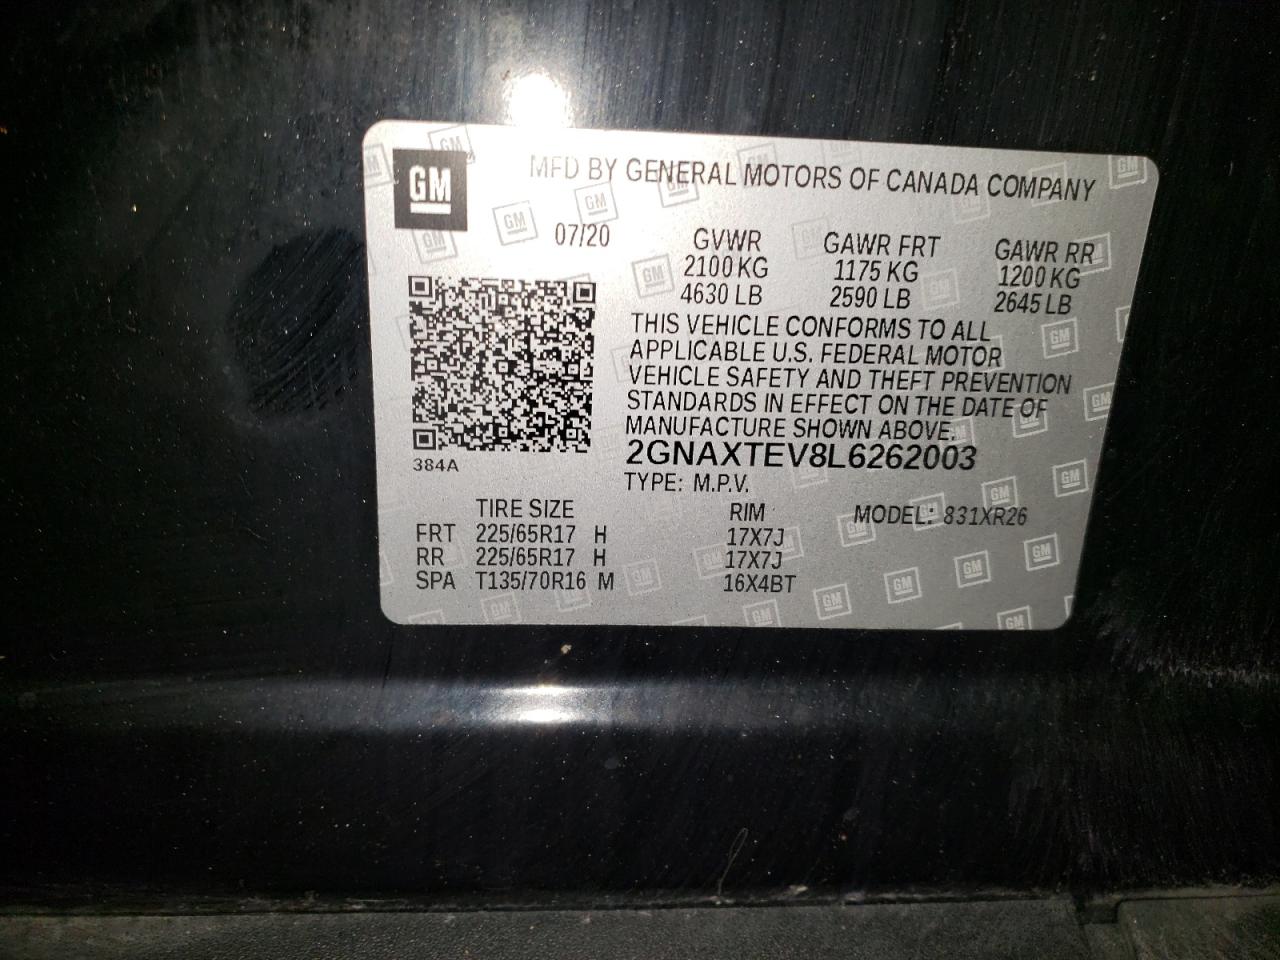 GM
MFD BY GENERAL MOTORS OF CANADA COMPANY
07/20
GVWR GAWR FRT GAWR RR
2100 KG 1175 KG 1200 KG
4630 LB 2590 LB 2645 LB
THIS VEHICLE CONFORMS TO ALL
APPLICABLE U.S. FEDERAL MOTOR
VEHICLE SAFETY AND THEFT PREVENTION
STANDARDS IN EFFECT ON THE DATE OF
MANUFACTURE SHOWN ABOVE.
2GNAXTEV8L6262003
384A
TYPE: M.P.V.
TIRE SIZE RIM MODEL: 831XR26
FRT 225/65R17 H 17X7J
RR 225/65R17 H 17X7J
SPA T135/70R16 M 16X4BT